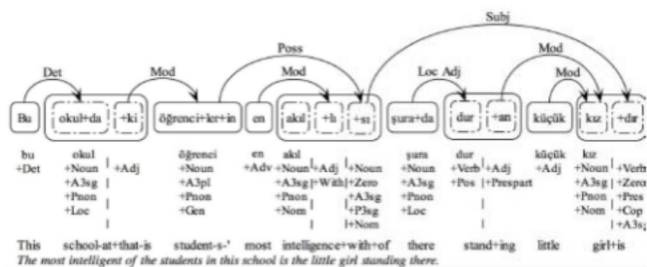 Subj
Poss
Det Mod Mod Loc Adj Mod Mod
Bu okul+da +ki öğrenci+ler+in en akıl +lı +sı şura+da dur +an küçük kız +dır
bu okul öğrenci en akıl şura dur küçük kız
+Det +Noun +Adj +Noun +Adv +Noun +Adj +Noun +Noun +Verb +Adj +Adj +Noun +Verb
+A3sg +A3pl +A3sg +With +Zero +A3sg +Pos +Prespart +A3sg +Zero
+Pnon +Pnon +Pnon +A3sg +Pnon +Pnon +Pres
+Loc +Gen +Nom +P3sg +Loc +Nom +Cop
+Nom +A3sg
This school-at+that-is student-s-' most intelligence+with+of there stand+ing little girl+is
The most intelligent of the students in this school is the little girl standing there.